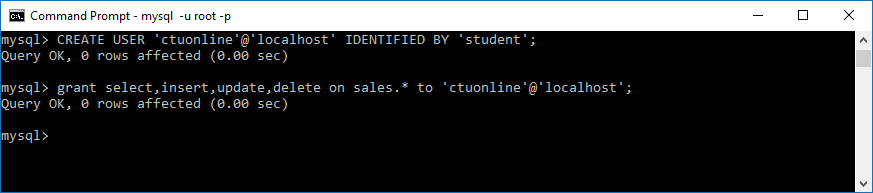 Command Prompt - mysql -u root -p
mysql> CREATE USER 'ctuonline'@'localhost' IDENTIFIED BY 'student';
Query OK, 0 rows affected (0.00 sec)
mysql> grant select,insert,update,delete on sales.* to 'ctuonline'@'localhost';
Query OK, 0 rows affected (0.00 sec)
mysql>